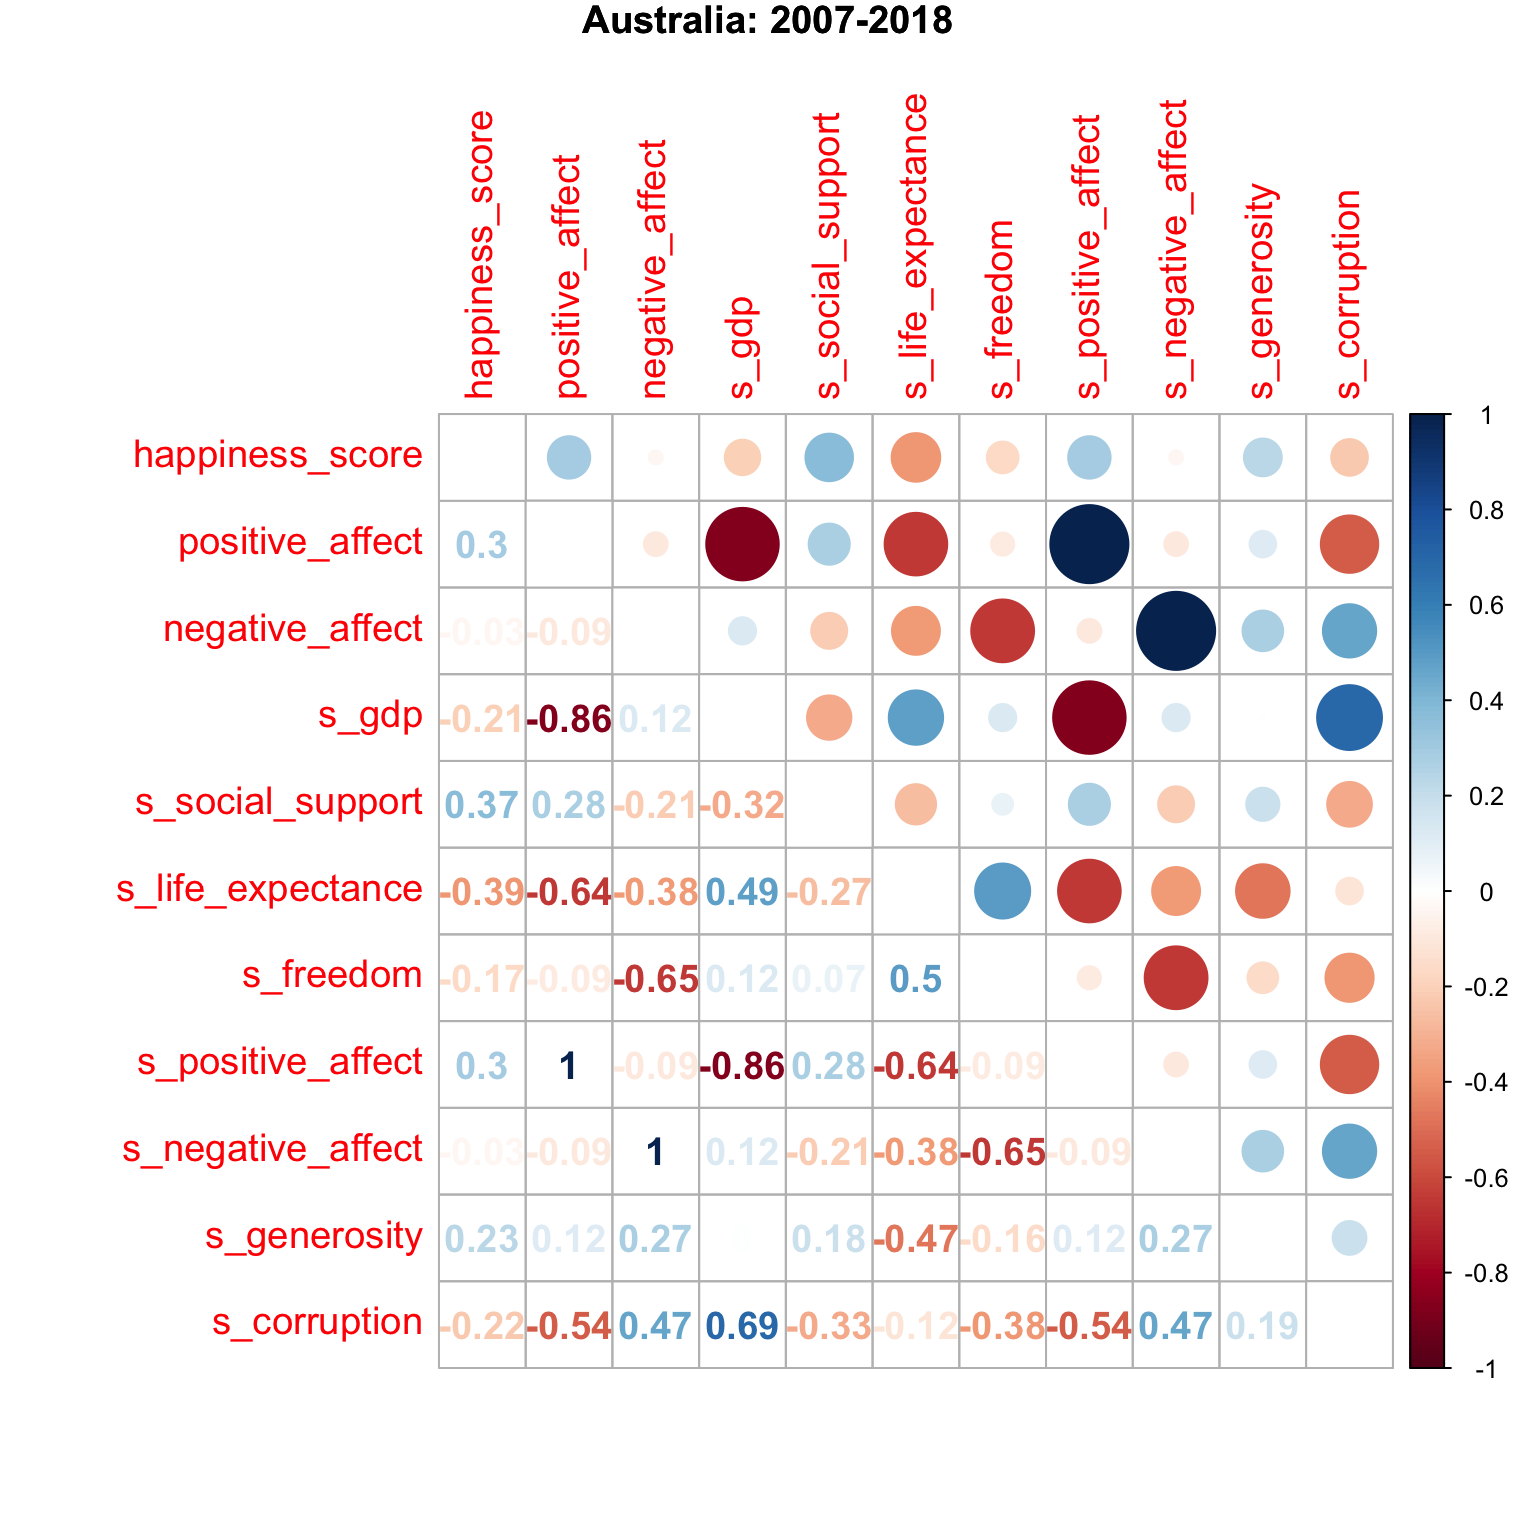 Australia: 2007-2018
happiness_score positive_affect negative_affect s_gdp s_social_support s_life_expectance s_freedom s_positive_affect s_negative_affect s_generosity s_corruption
happiness_score
positive_affect 0.3
negative_affect -0.03 -0.09
s_gdp -0.21 -0.86 0.12
s_social_support 0.37 0.28 -0.21 -0.32
s_life_expectance -0.39 -0.64 -0.38 0.49 -0.27
s_freedom -0.17 -0.09 -0.65 0.12 0.07 0.5
s_positive_affect 0.3 1 -0.09 -0.86 0.28 -0.64 -0.09
s_negative_affect -0.03 -0.09 1 0.12 -0.21 -0.38 -0.65 -0.09
s_generosity 0.23 0.12 0.27 0.18 -0.47 -0.16 0.12 0.27
s_corruption -0.22 -0.54 0.47 0.69 -0.33 -0.12 -0.38 -0.54 0.47 0.19
1
0.8
0.6
0.4
0.2
0
-0.2
-0.4
-0.6
-0.8
-1